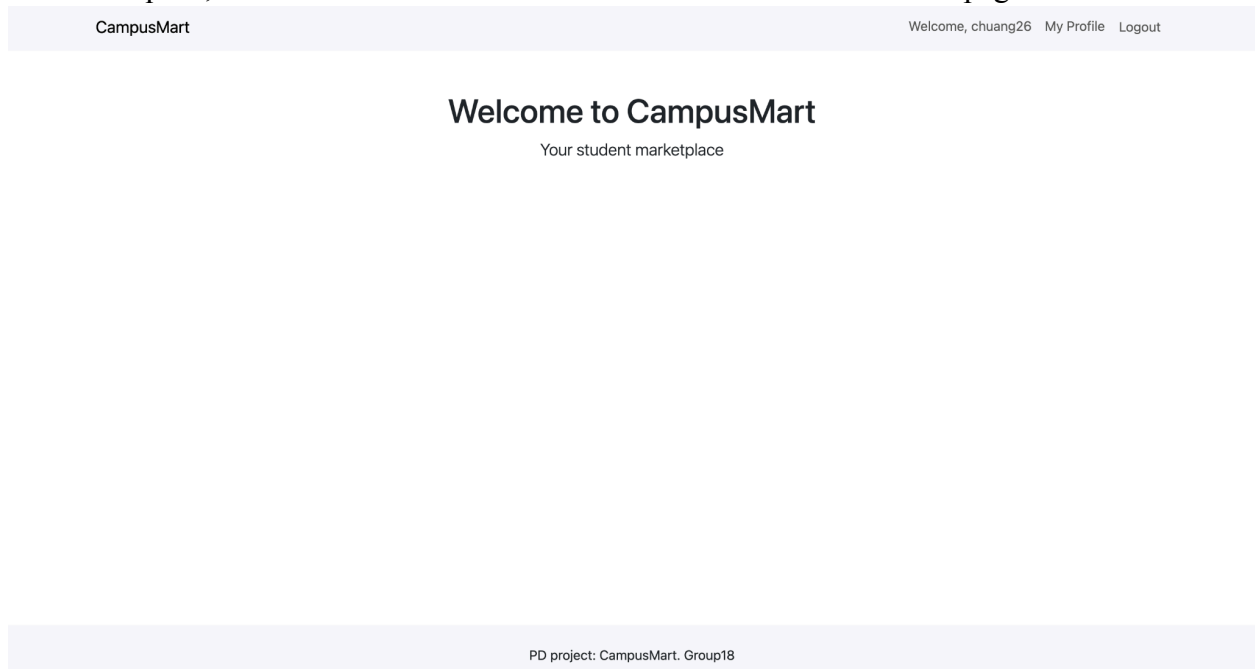 CampusMart
Welcome, chuang26 My Profile Logout
Welcome to CampusMart
Your student marketplace
PD project: CampusMart. Group18